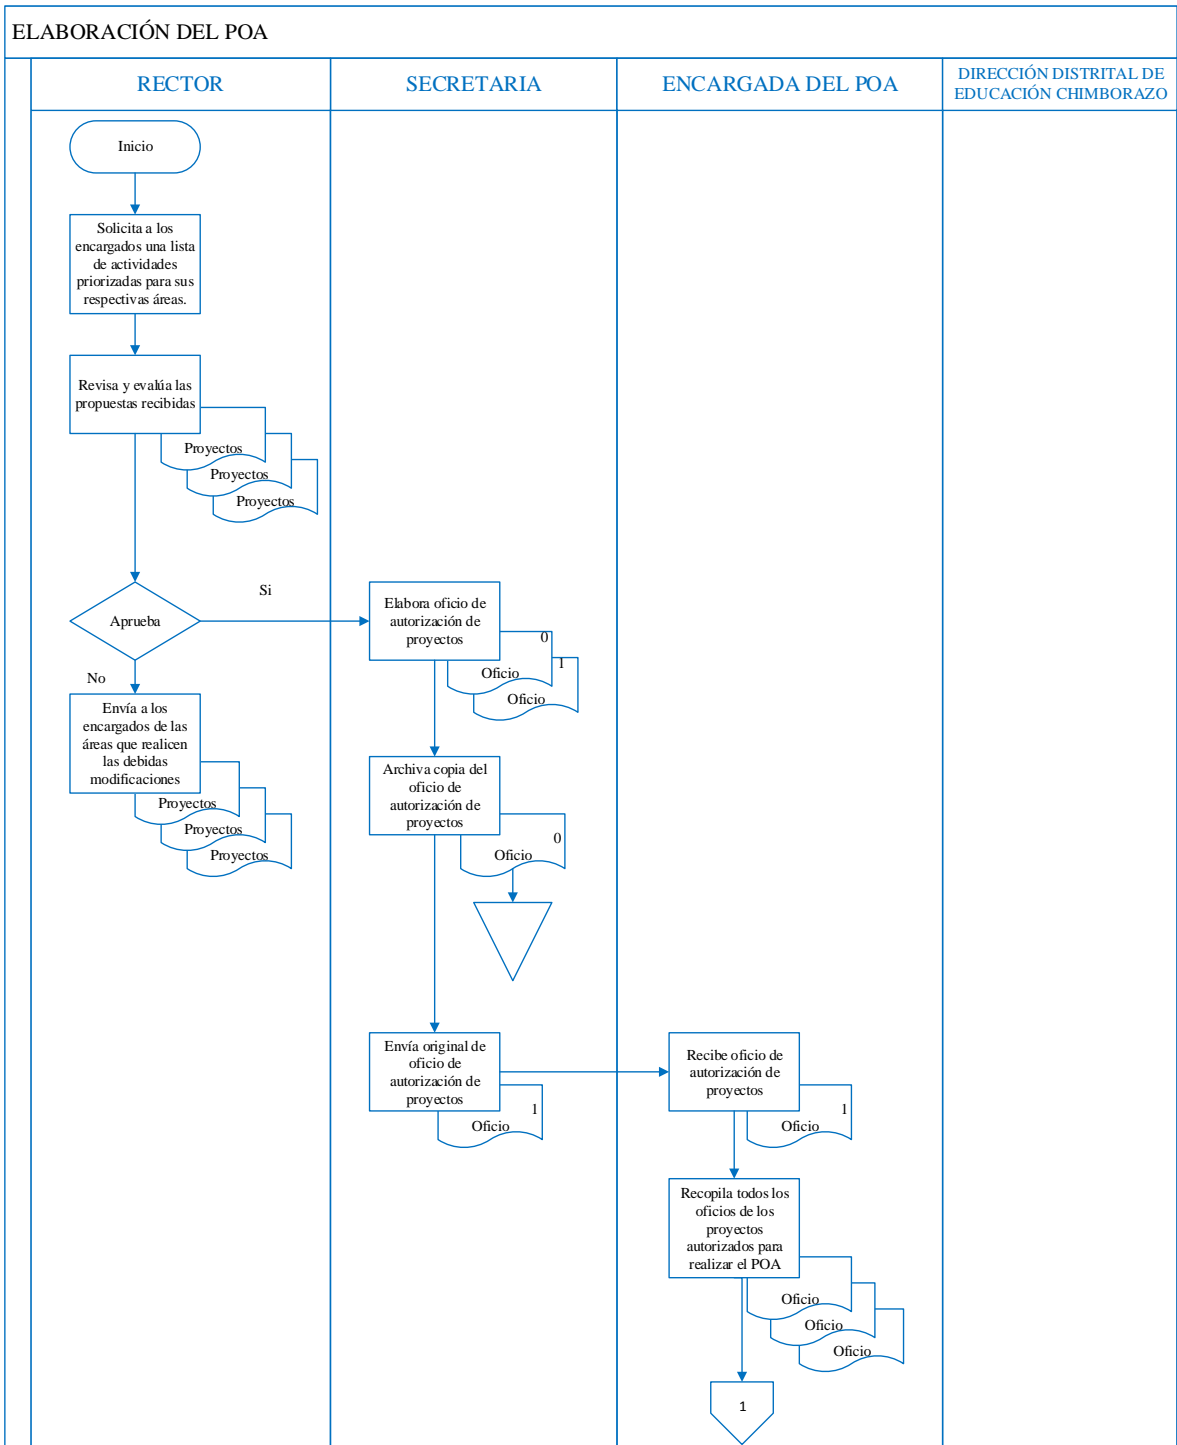 ELABORACIÓN DEL POA
RECTOR
SECRETARIA
ENCARGADA DEL POA
DIRECCIÓN DISTRITAL DE
EDUCACIÓN CHIMBORAZO
Inicio
Solicita a los
encargados una lista
de actividades
priorizadas para sus
respectivas áreas.
Revisa y evalúa las
propuestas recibidas
Proyectos
Proyectos
Proyectos
Aprueba
Si
No
Elabora oficio de
autorización de
proyectos
0
Oficio
1
Oficio
Envía a los
encargados de las
áreas que realicen
las debidas
modificaciones
Proyectos
Proyectos
Proyectos
Archiva copia del
oficio de
autorización de
proyectos
0
Oficio
Envía original de
oficio de
autorización de
proyectos
1
Oficio
Recibe oficio de
autorización de
proyectos
1
Oficio
Recopila todos los
oficios de los
proyectos
autorizados para
realizar el POA
Oficio
Oficio
Oficio
1